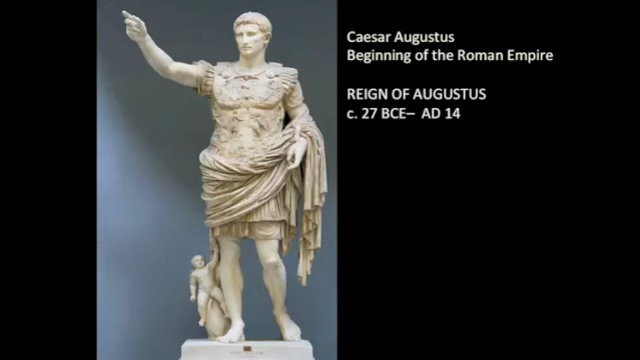 Caesar Augustus
Beginning of the Roman Empire
REIGN OF AUGUSTUS
c. 27 BCE– AD 14